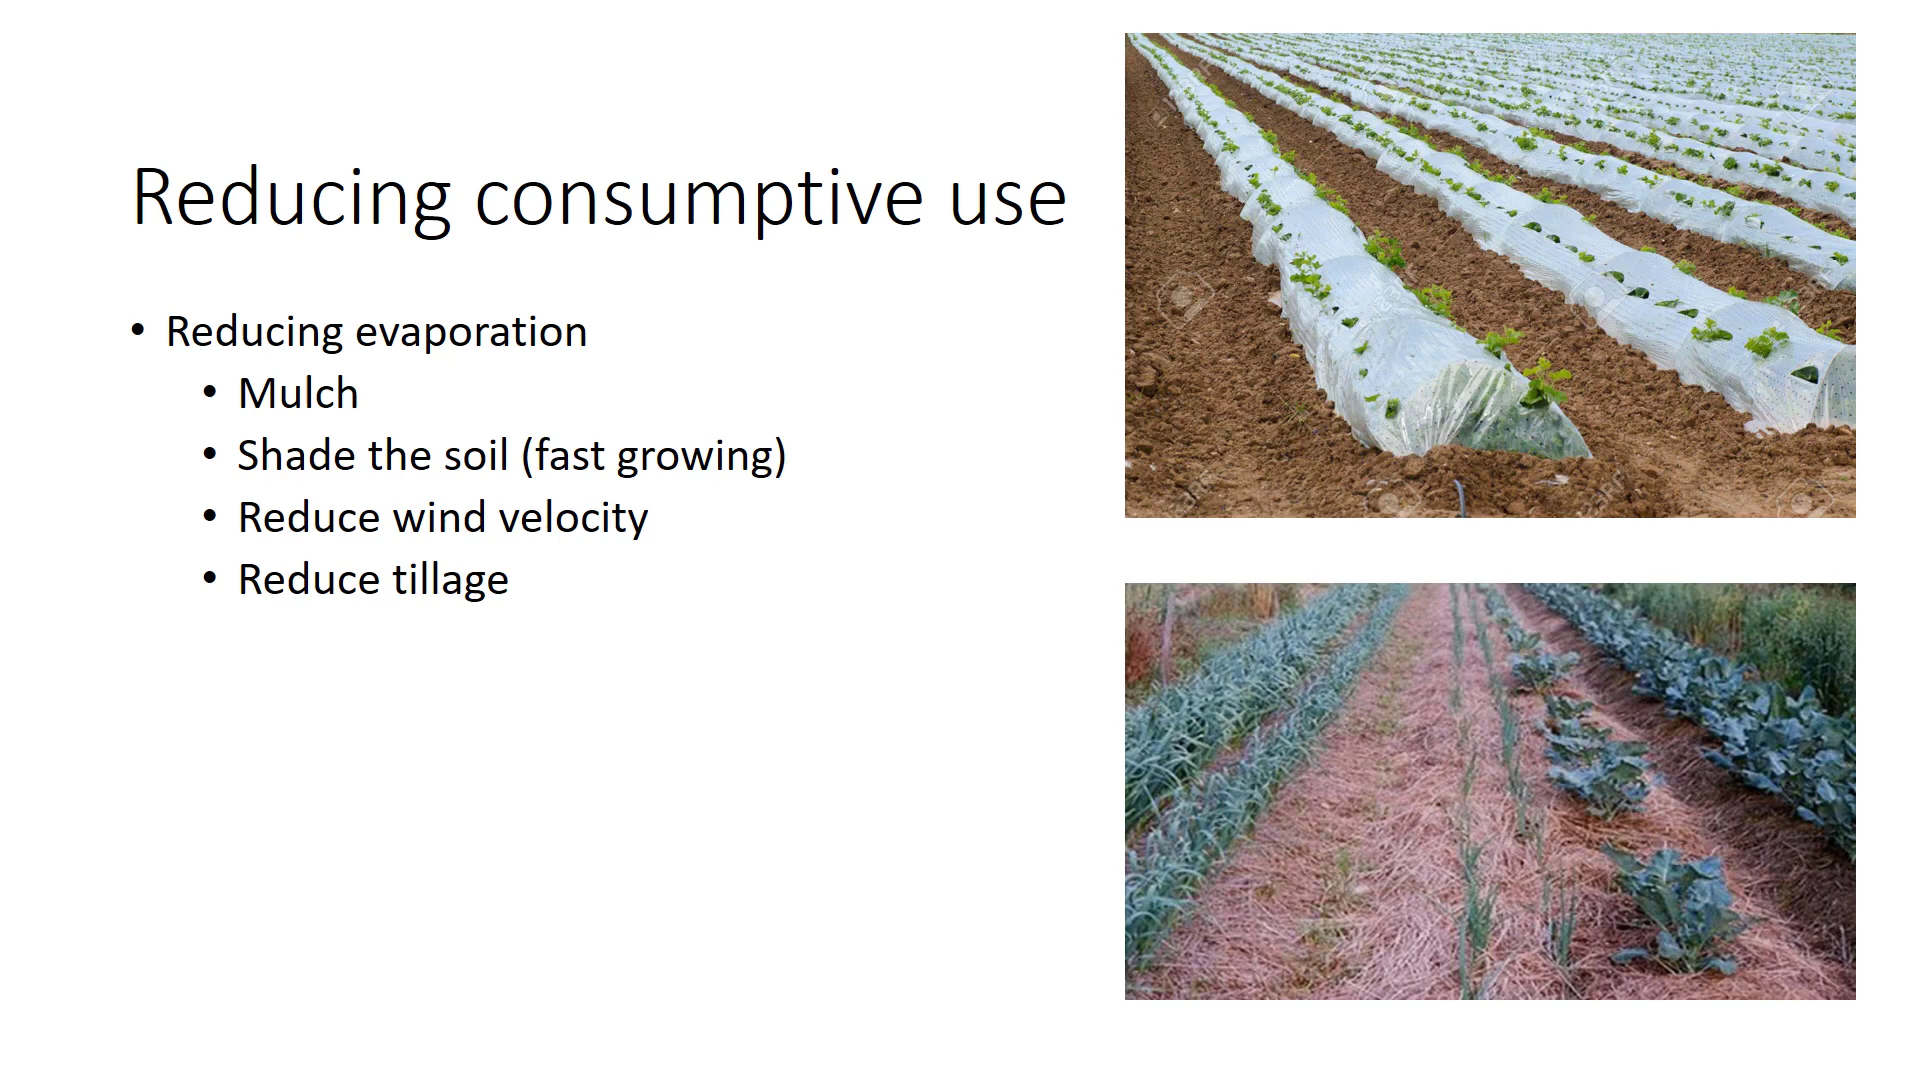 Reducing consumptive use
• Reducing evaporation
• Mulch
• Shade the soil (fast growing)
• Reduce wind velocity
• Reduce tillage